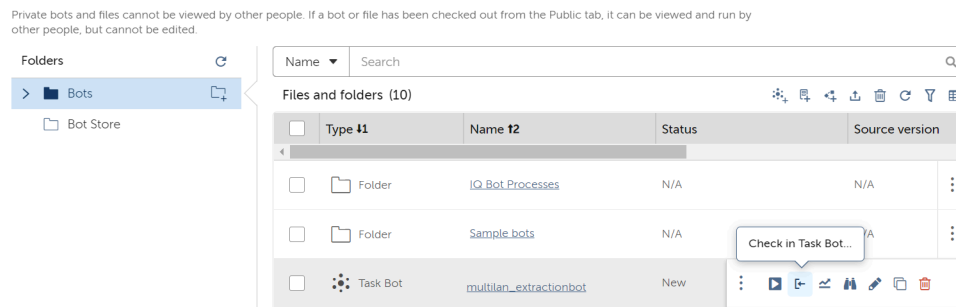 Private bots and files cannot be viewed by other people. If a bot or file has been checked out from the Public tab, it can be viewed and run by
other people, but cannot be edited.
Folders
Name Search
Bots
Files and folders (10)
Bot Store
Type ↓1 Name ↑2 Status Source version
Folder IQ Bot Processes N/A N/A
Folder Sample bots N/A /A
Check in Task Bot...
Task Bot multilan_extractionbot New